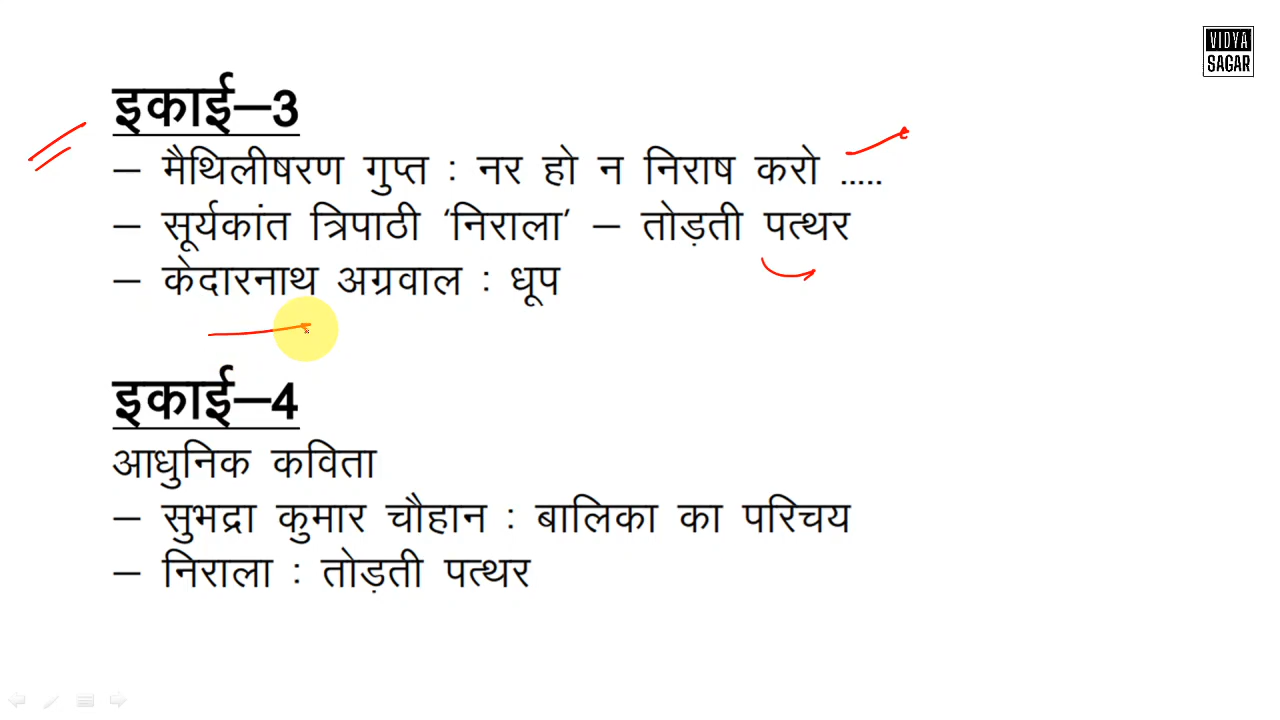 VIDYA
SAGAR
इकाई–3
– मैथिलीषरण गुप्त : नर हो न निराष करो .....
– सूर्यकांत त्रिपाठी ‘निराला’ – तोड़ती पत्थर
– केदारनाथ अग्रवाल : धूप
इकाई–4
आधुनिक कविता
– सुभद्रा कुमार चौहान : बालिका का परिचय
– निराला : तोड़ती पत्थर